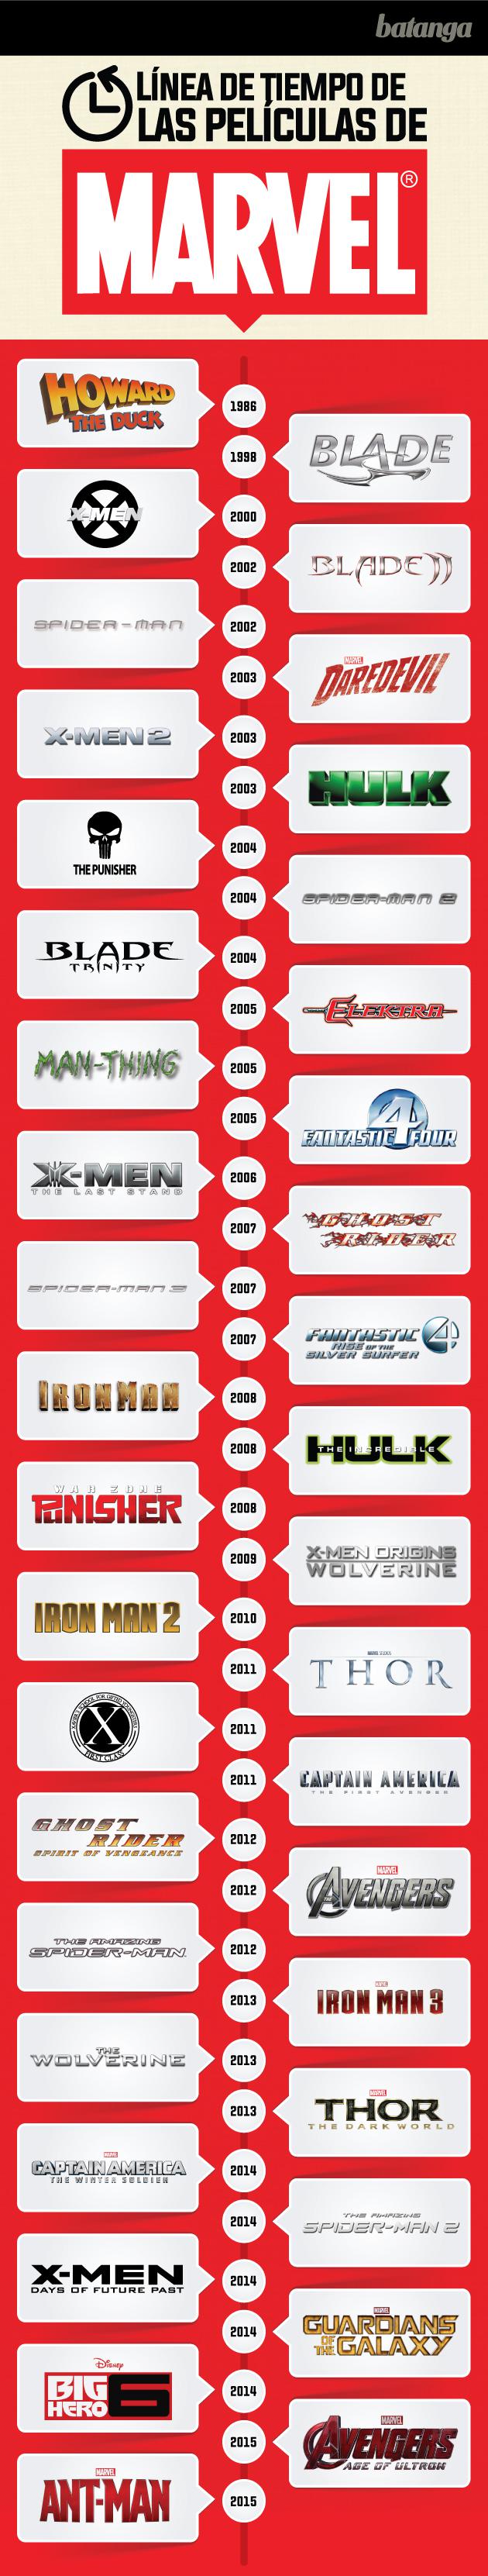 batanga
LÍNEA DE TIEMPO DE
LAS PELÍCULAS DE
MARVEL®
HOWARD
THE DUCK
1986
1998
BLADE
X-MEN
2000
2002
BLADE II
SPIDER-MAN
2002
2003
MARVEL
DAREDEVIL
X-MEN 2
2003
2003
HULK
THE PUNISHER
2004
2004
SPIDER-MAN 2
BLADE
TRINITY
2004
2005
ELEKTRA
MAN-THING
2005
2005
FANTASTIC 4 FOUR
X-MEN
THE LAST STAND
2006
2007
GHOST
RIDER
SPIDER-MAN 3
2007
2007
FANTASTIC 4
RISE OF THE
SILVER SURFER
IRON MAN
2008
2008
THE INCREDIBLE
HULK
WAR ZONE
PUNISHER
2008
2009
X-MEN ORIGINS
WOLVERINE
IRON MAN 2
2010
2011
THOR
X
FIRST CLASS
2011
2011
CAPTAIN AMERICA
THE FIRST AVENGER
GHOST
RIDER
SPIRIT OF VENGEANCE
2012
2012
MARVEL
AVENGERS
THE AMAZING
SPIDER-MAN
2012
2013
MARVEL
IRON MAN 3
THE
WOLVERINE
2013
2013
MARVEL
THOR
THE DARK WORLD
MARVEL
CAPTAIN AMERICA
THE WINTER SOLDIER
2014
2014
THE AMAZING
SPIDER-MAN 2
X-MEN
DAYS OF FUTURE PAST
2014
2014
MARVEL
GUARDIANS
OF THE GALAXY
Disney
BIG
HERO 6
2014
2015
MARVEL
AVENGERS
AGE OF ULTRON
MARVEL
ANT-MAN
2015